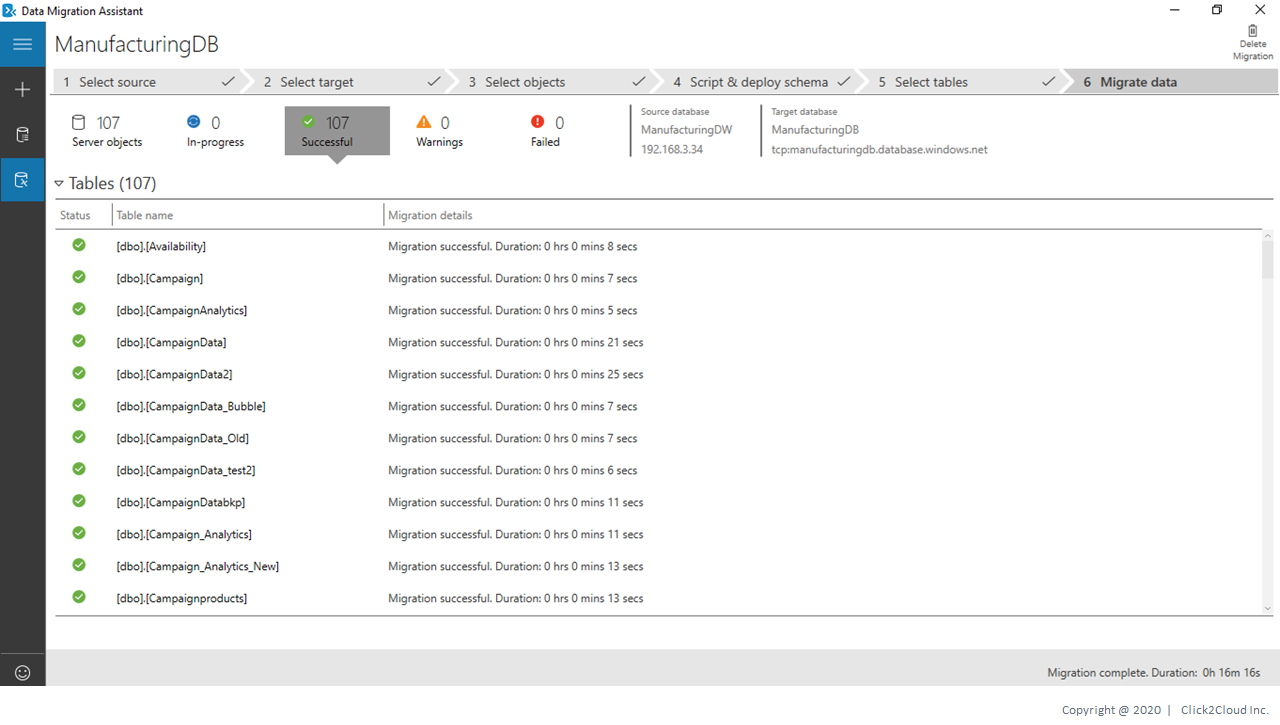 Data Migration Assistant
ManufacturingDB
Delete
Migration
1 Select source 2 Select target 3 Select objects 4 Script & deploy schema 5 Select tables 6 Migrate data
107 0 107 0 0
Server objects In-progress Successful Warnings Failed
Source database
ManufacturingDW
192.168.3.34
Target database
ManufacturingDB
tcp:manufacturingdb.database.windows.net
Tables (107)
Status Table name Migration details
[dbo].[Availability] Migration successful. Duration: 0 hrs 0 mins 8 secs
[dbo].[Campaign] Migration successful. Duration: 0 hrs 0 mins 7 secs
[dbo].[CampaignAnalytics] Migration successful. Duration: 0 hrs 0 mins 5 secs
[dbo].[CampaignData] Migration successful. Duration: 0 hrs 0 mins 21 secs
[dbo].[CampaignData2] Migration successful. Duration: 0 hrs 0 mins 25 secs
[dbo].[CampaignData_Bubble] Migration successful. Duration: 0 hrs 0 mins 7 secs
[dbo].[CampaignData_Old] Migration successful. Duration: 0 hrs 0 mins 7 secs
[dbo].[CampaignData_test2] Migration successful. Duration: 0 hrs 0 mins 6 secs
[dbo].[CampaignDatabkp] Migration successful. Duration: 0 hrs 0 mins 11 secs
[dbo].[Campaign_Analytics] Migration successful. Duration: 0 hrs 0 mins 11 secs
[dbo].[Campaign_Analytics_New] Migration successful. Duration: 0 hrs 0 mins 13 secs
[dbo].[Campaignproducts] Migration successful. Duration: 0 hrs 0 mins 13 secs
Migration complete. Duration: 0h 16m 16s
Copyright @ 2020 | Click2Cloud Inc.